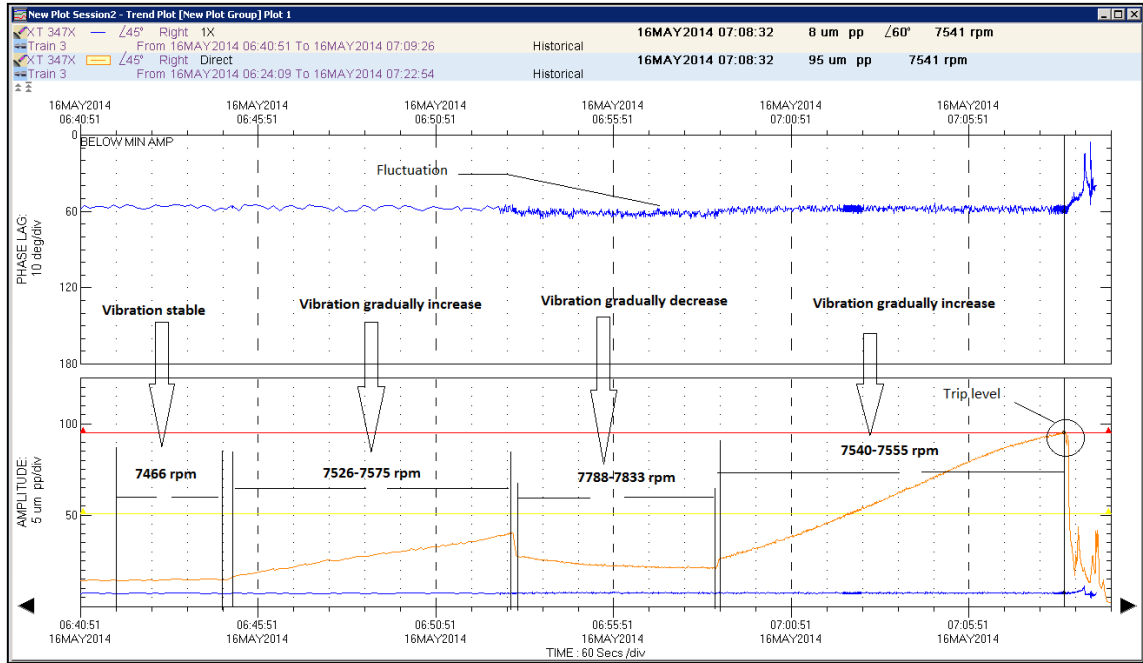 New Plot Session2 - Trend Plot [New Plot Group] Plot 1
XT 347X ∠45° Right 1X 16MAY2014 07:08:32 8 um pp ∠60° 7541 rpm
Train 3 From 16MAY2014 06:40:51 To 16MAY2014 07:09:26 Historical
XT 347X ∠45° Right Direct 16MAY2014 07:08:32 95 um pp 7541 rpm
Train 3 From 16MAY2014 06:24:09 To 16MAY2014 07:22:54 Historical
16MAY2014 16MAY2014 16MAY2014 16MAY2014 16MAY2014 16MAY2014
06:40:51 06:45:51 06:50:51 06:55:51 07:00:51 07:05:51
0
BELOW MIN AMP
Fluctuation
60
PHASE LAG:
10 deg/div
120
Vibration stable
Vibration gradually increase
Vibration gradually decrease
Vibration gradually increase
180
Trip level
100
7466 rpm
7526-7575 rpm
7788-7833 rpm
7540-7555 rpm
AMPLITUDE:
5 um pp/div
50
06:40:51 06:45:51 06:50:51 06:55:51 07:00:51 07:05:51
16MAY2014 16MAY2014 16MAY2014 16MAY2014 16MAY2014 16MAY2014
TIME : 60 Secs /div